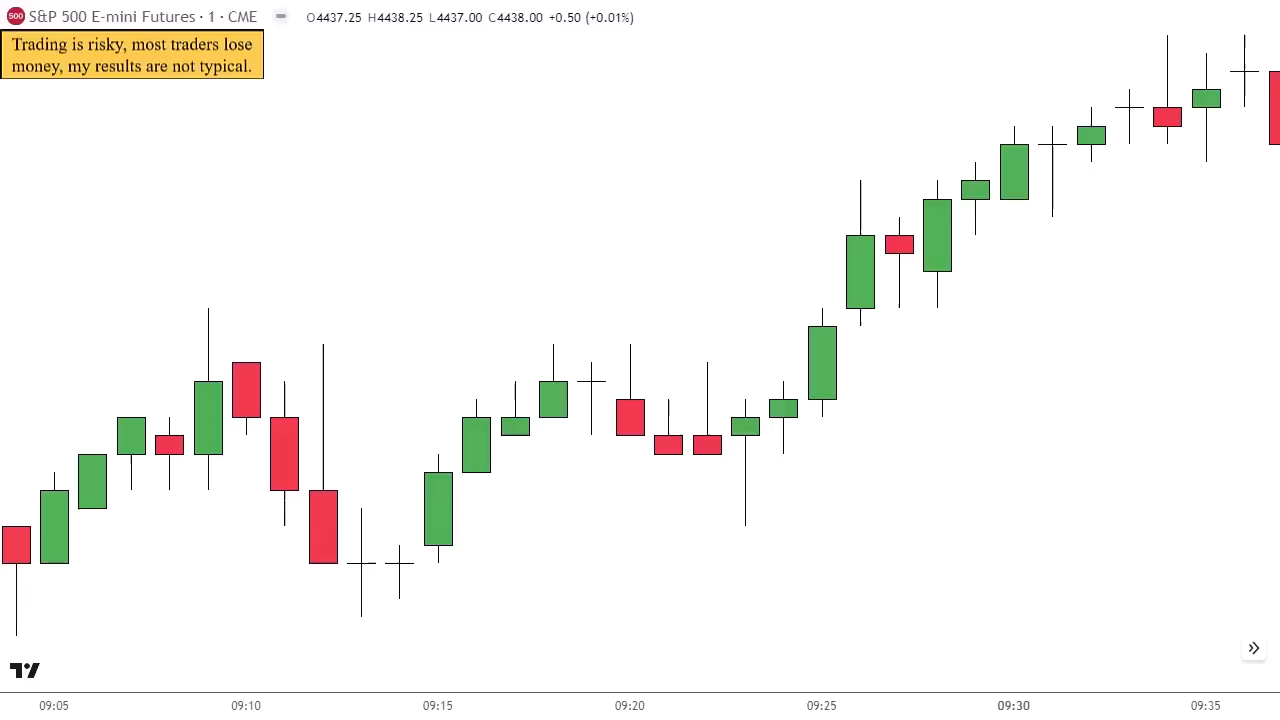 500 S&P 500 E-mini Futures · 1 · CME O4437.25 H4438.25 L4437.00 C4438.00 +0.50 (+0.01%)
Trading is risky, most traders lose
money, my results are not typical.
09:05 09:10 09:15 09:20 09:25 09:30 09:35